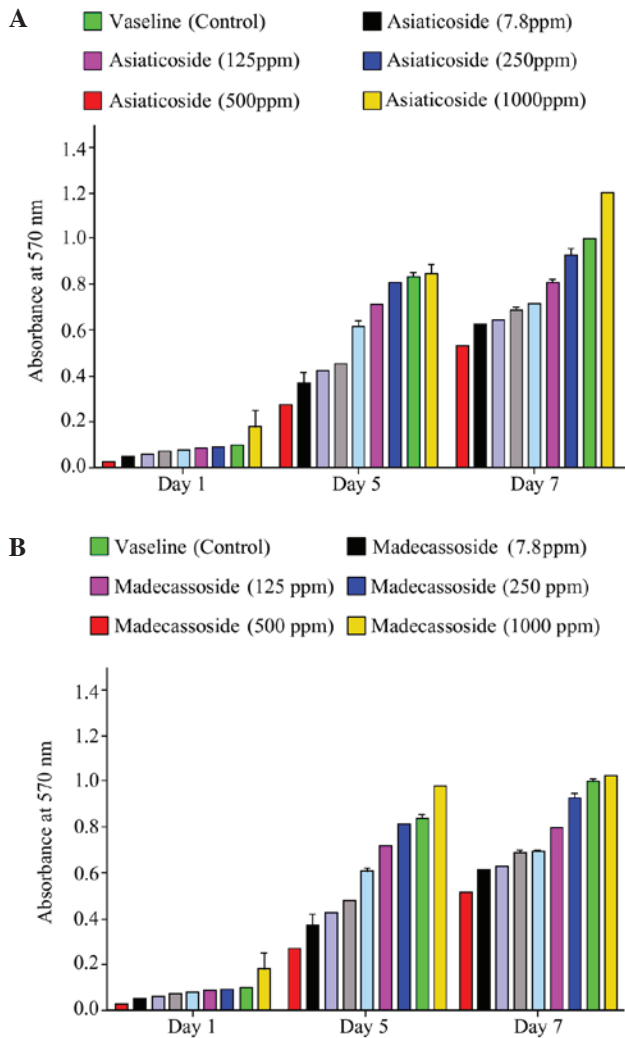 A
Vaseline (Control) Asiaticoside (7.8ppm)
Asiaticoside (125ppm) Asiaticoside (250ppm)
Asiaticoside (500ppm) Asiaticoside (1000ppm)
1.4
1.2
1.0
0.8
0.6
0.4
0.2
0.0
Absorbance at 570 nm
Day 1 Day 5 Day 7
B
Vaseline (Control) Madecassoside (7.8ppm)
Madecassoside (125 ppm) Madecassoside (250 ppm)
Madecassoside (500 ppm) Madecassoside (1000 ppm)
1.4
1.2
1.0
0.8
0.6
0.4
0.2
0.0
Absorbance at 570 nm
Day 1 Day 5 Day 7